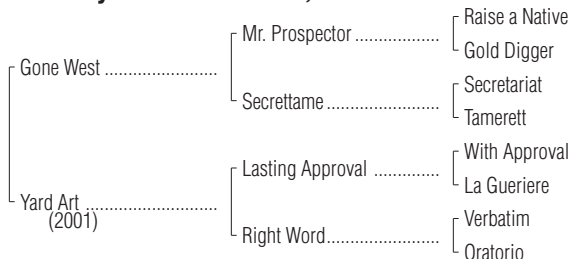 Raise a Native
Mr. Prospector ..................
Gold Digger
Gone West ........................
Secretariat
Secrettame ........................
Tamerett
With Approval
Lasting Approval ..............
La Gueriere
Yard Art ............................
(2001)
Verbatim
Right Word........................
Oratorio